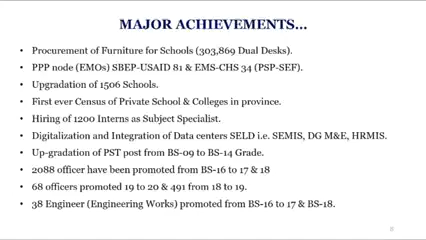 MAJOR ACHIEVEMENTS...
• Procurement of Furniture for Schools (303,869 Dual Desks).
• PPP node (EMOs) SBEP-USAID 81 & EMS-CHS 34 (PSP-SEF).
• Upgradation of 1506 Schools.
• First ever Census of Private School & Colleges in province.
• Hiring of 1200 Interns as Subject Specialist.
• Digitalization and Integration of Data centers SELD i.e. SEMIS, DG M&E, HRMIS.
• Up-gradation of PST post from BS-09 to BS-14 Grade.
• 2088 officer have been promoted from BS-16 to 17 & 18
• 68 officers promoted 19 to 20 & 491 from 18 to 19.
• 38 Engineer (Engineering Works) promoted from BS-16 to 17 & BS-18.
8